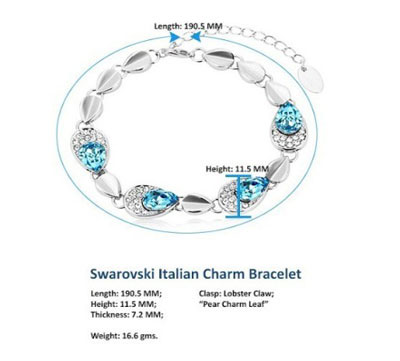 Length: 190.5 MM
Height: 11.5 MM
Swarovski Italian Charm Bracelet
Length: 190.5 MM;
Height: 11.5 MM;
Thickness: 7.2 MM;
Weight: 16.6 gms.
Clasp: Lobster Claw;
"Pear Charm Leaf"